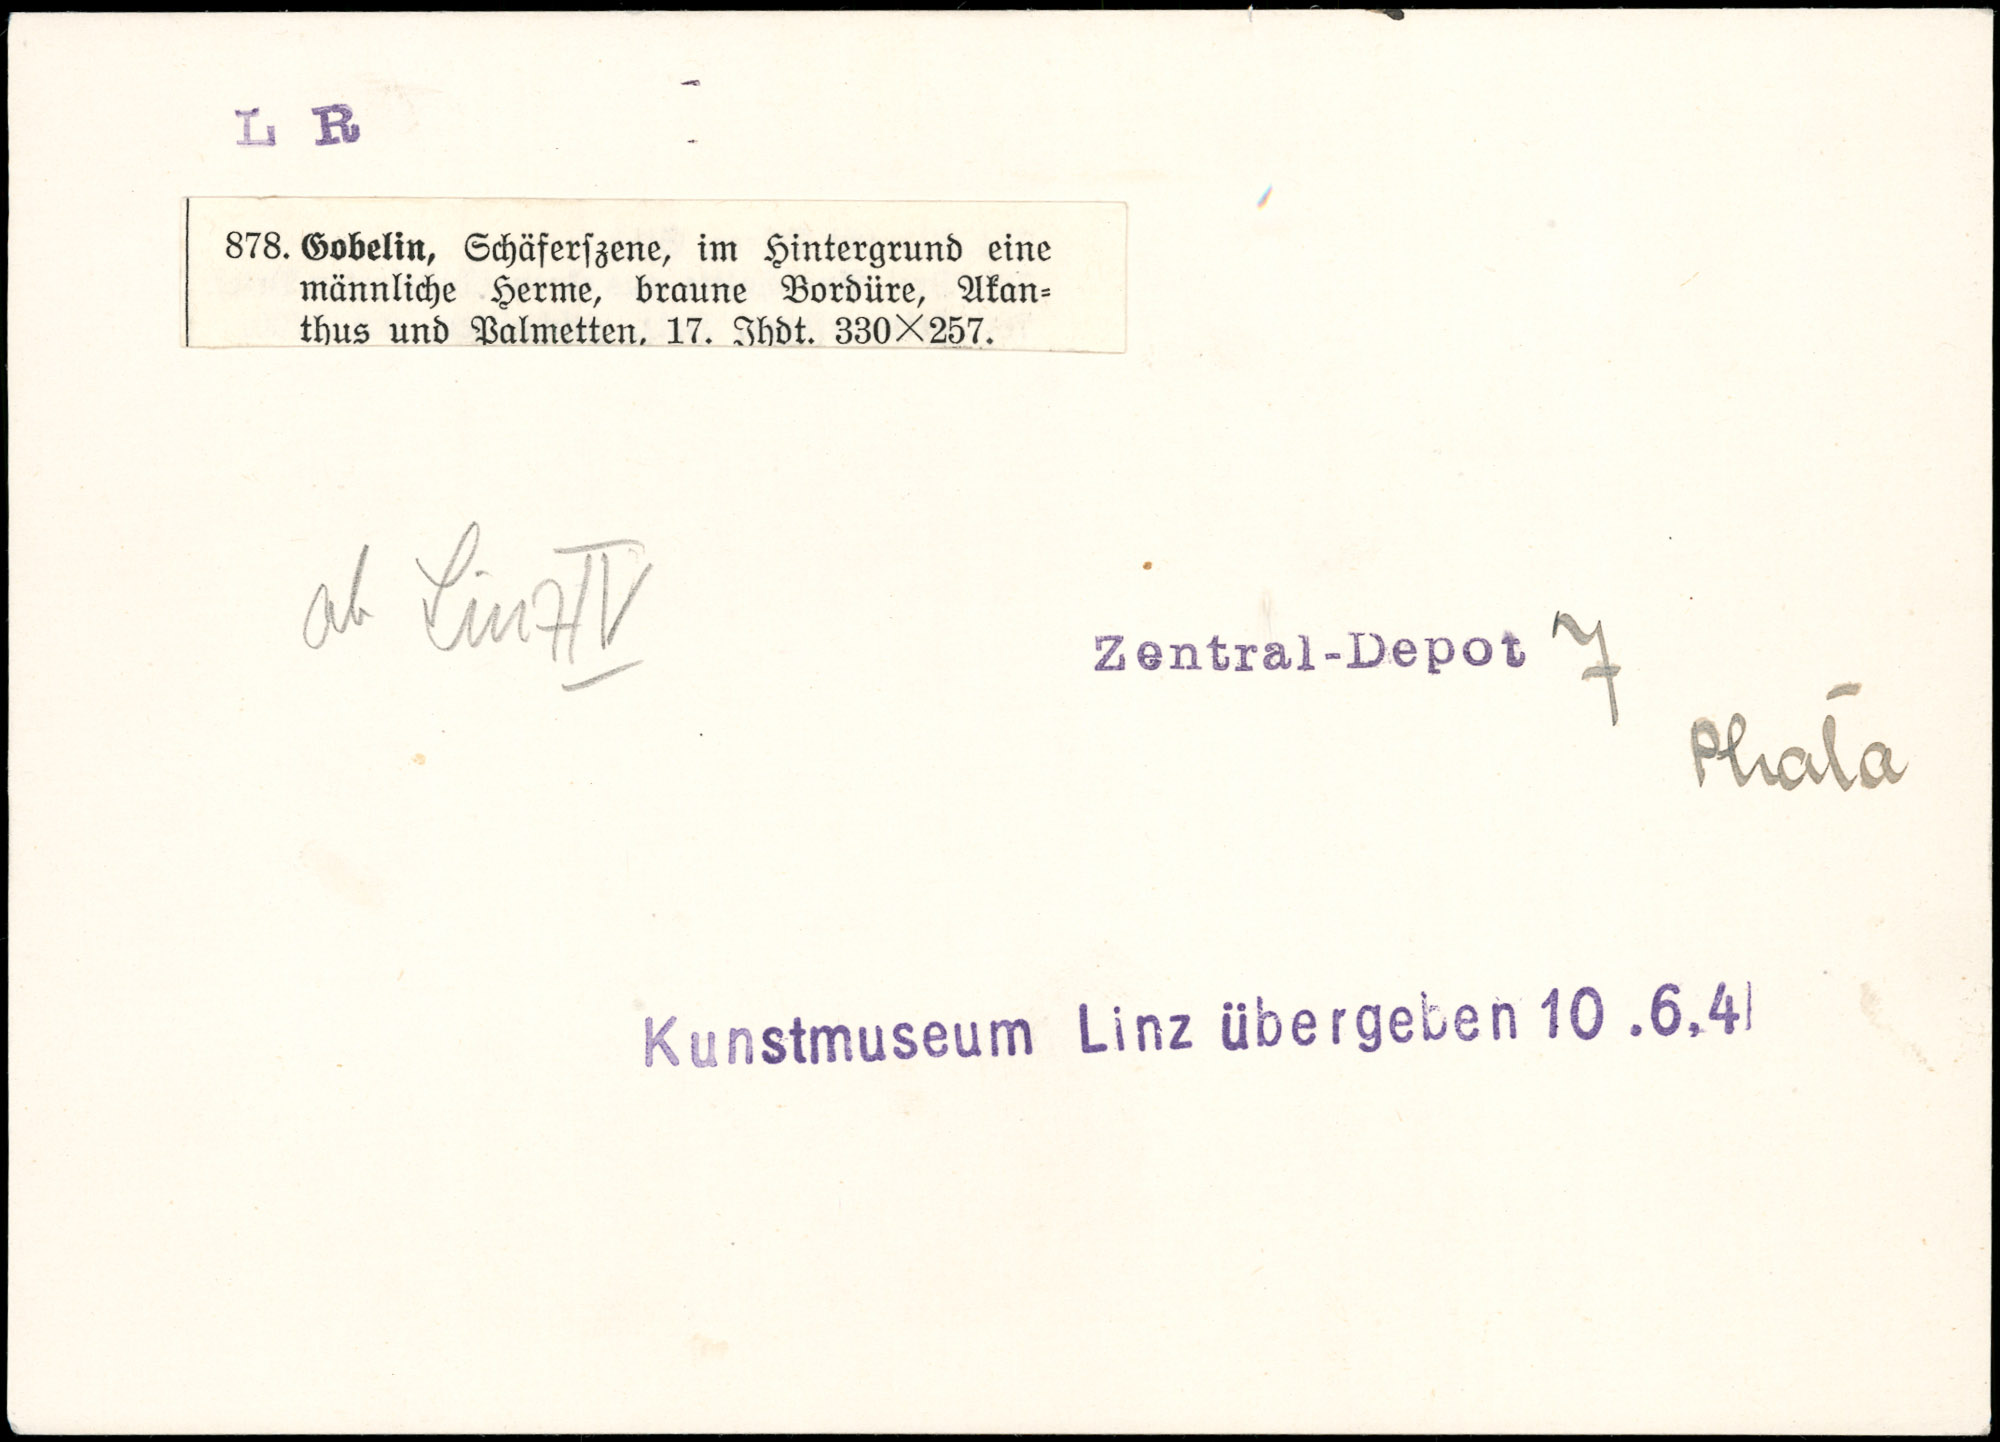 L R
878. Gobelin, Schäferszene, im Hintergrund eine
männliche Herme, braune Bordüre, Akan-
thus und Palmetten. 17. Jhdt. 330×257.
ab Linz IV
Zentral-Depot 7
Phata
Kunstmuseum Linz übergeben 10.6.41